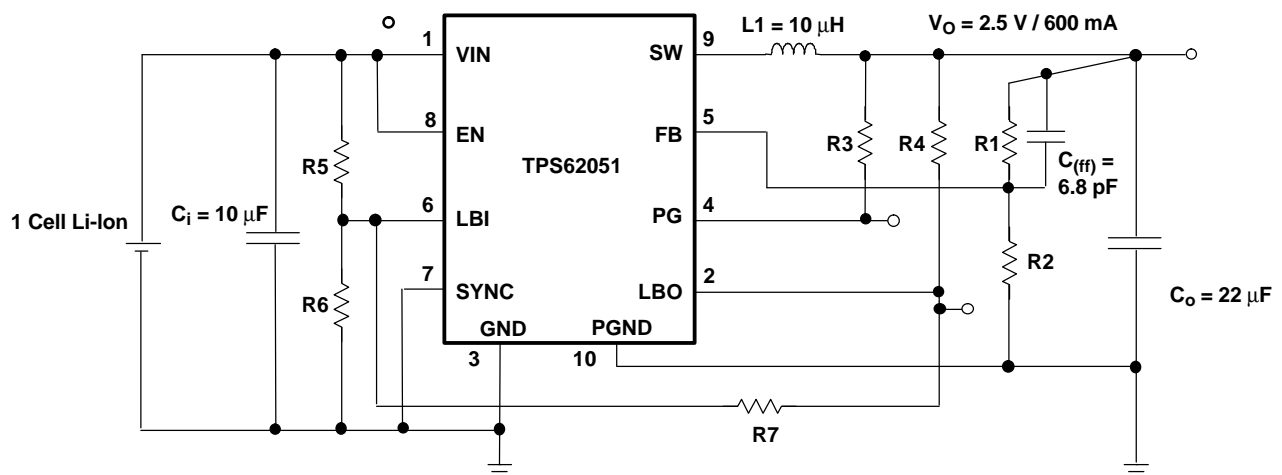 L1 = 10 μH
VO = 2.5 V / 600 mA
1
VIN
SW
9
8
EN
FB
5
TPS62051
R5
R3
R4
R1
C(ff) =
6.8 pF
1 Cell Li-Ion
Ci = 10 μF
6
LBI
PG
4
R6
7
SYNC
LBO
2
R2
Co = 22 μF
GND
PGND
3
10
R7